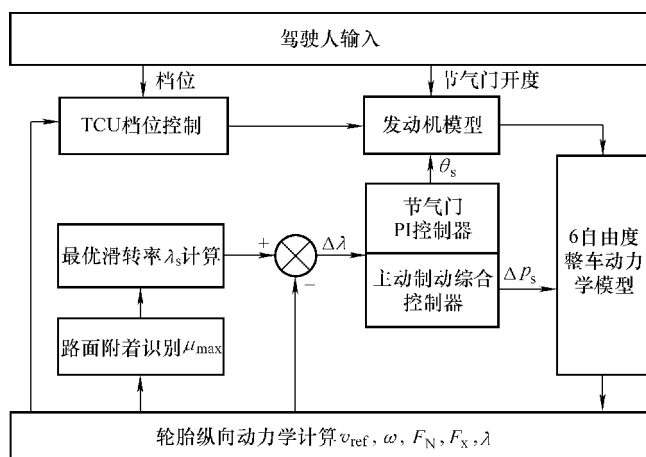 驾驶人输入
档位
节气门开度
TCU档位控制
发动机模型
θs
节气门
PI控制器
6自由度
整车动力
学模型
最优滑转率λs计算
+
Δλ
−
主动制动综合
控制器
Δps
路面附着识别μmax
轮胎纵向动力学计算vref, ω, FN, Fx, λ